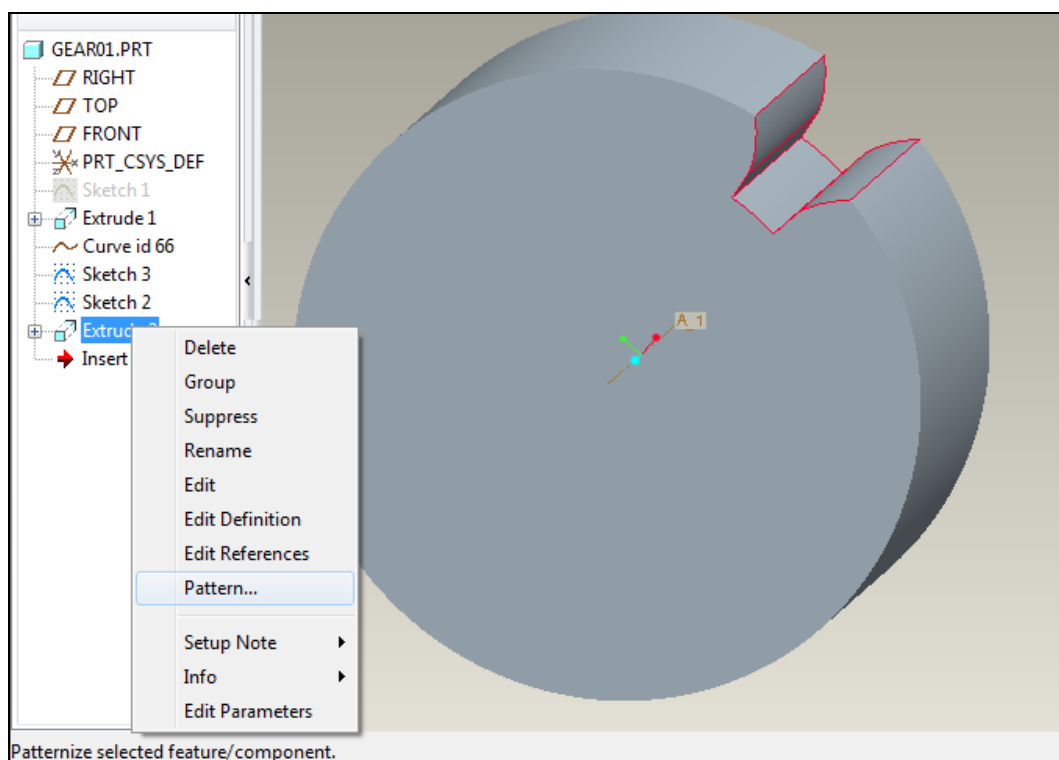 GEAR01.PRT
RIGHT
TOP
FRONT
PRT_CSYS_DEF
Sketch 1
Extrude 1
Curve id 66
Sketch 3
Sketch 2
Extrude 2
Insert
Delete
Group
Suppress
Rename
Edit
Edit Definition
Edit References
Pattern...
Setup Note
Info
Edit Parameters
A_1
Patternize selected feature/component.